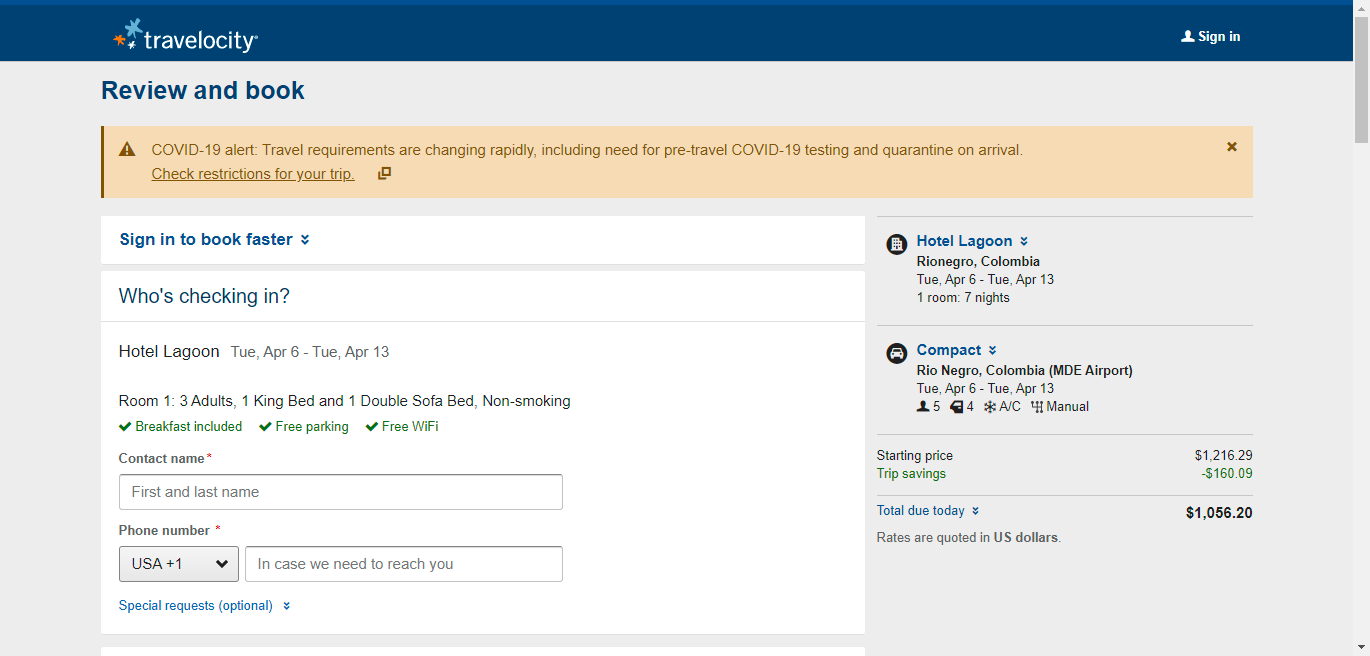 travelocity
Sign in
Review and book
COVID-19 alert: Travel requirements are changing rapidly, including need for pre-travel COVID-19 testing and quarantine on arrival.
Check restrictions for your trip.
Sign in to book faster
Who's checking in?
Hotel Lagoon Tue, Apr 6 - Tue, Apr 13
Room 1: 3 Adults, 1 King Bed and 1 Double Sofa Bed, Non-smoking
Breakfast included Free parking Free WiFi
Contact name*
First and last name
Phone number *
USA +1 In case we need to reach you
Special requests (optional)
Hotel Lagoon
Rionegro, Colombia
Tue, Apr 6 - Tue, Apr 13
1 room: 7 nights
Compact
Rio Negro, Colombia (MDE Airport)
Tue, Apr 6 - Tue, Apr 13
5 4 A/C Manual
Starting price $1,216.29
Trip savings -$160.09
Total due today $1,056.20
Rates are quoted in US dollars.